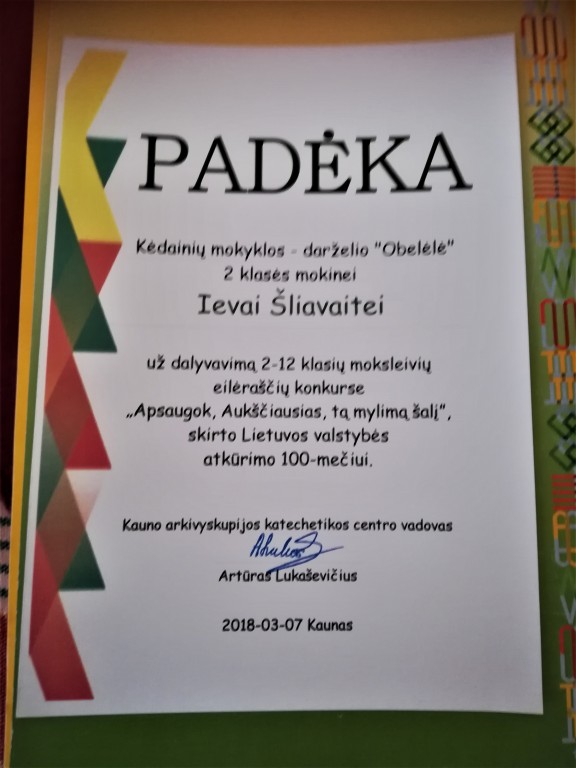 PADĖKA
Kėdainių mokyklos - darželio "Obelėlė"
2 klasės mokinei
Ievai Šliavaitei
už dalyvavimą 2-12 klasių moksleivių
eilėraščių konkurse
„Apsaugok, Aukščiausias, tą mylimą šalį”,
skirto Lietuvos valstybės
atkūrimo 100-mečiui.
Kauno arkivyskupijos katechetikos centro vadovas
Artūras Lukaševičius
2018-03-07 Kaunas